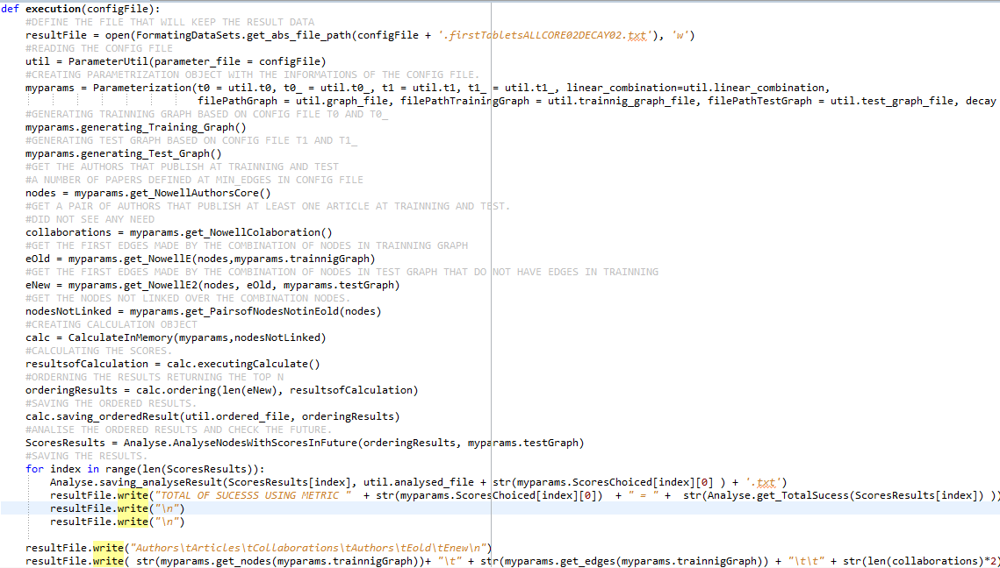 def execution(configFile):
    #DEFINE THE FILE THAT WILL KEEP THE RESULT DATA
    resultFile = open(FormatingDataSets.get_abs_file_path(configFile + '.firstTabletsALLCORE02DECAY02.txt'), 'w')
    #READING THE CONFIG FILE
    util = ParameterUtil(parameter_file = configFile)
    #CREATING PARAMETRIZATION OBJECT WITH THE INFORMATIONS OF THE CONFIG FILE.
    myparams = Parameterization(t0 = util.t0, t0_ = util.t0_, t1 = util.t1, t1_ = util.t1_, linear_combination=util.linear_combination,
                                filePathGraph = util.graph_file, filePathTrainingGraph = util.trainnig_graph_file, filePathTestGraph = util.test_graph_file, decay
    #GENERATING TRAINNING GRAPH BASED ON CONFIG FILE T0 AND T0_
    myparams.generating_Training_Graph()
    #GENERATING TEST GRAPH BASED ON CONFIG FILE T1 AND T1_
    myparams.generating_Test_Graph()
    #GET THE AUTHORS THAT PUBLISH AT TRAINNING AND TEST
    #A NUMBER OF PAPERS DEFINED AT MIN_EDGES IN CONFIG FILE
    nodes = myparams.get_NowellAuthorsCore()
    #GET A PAIR OF AUTHORS THAT PUBLISH AT LEAST ONE ARTICLE AT TRAINNING AND TEST.
    #DID NOT SEE ANY NEED
    collaborations = myparams.get_NowellColaboration()
    #GET THE FIRST EDGES MADE BY THE COMBINATION OF NODES IN TRAINNING GRAPH
    eOld = myparams.get_NowellE(nodes,myparams.trainnigGraph)
    #GET THE FIRST EDGES MADE BY THE COMBINATION OF NODES IN TEST GRAPH THAT DO NOT HAVE EDGES IN TRAINNING
    eNew = myparams.get_NowellE2(nodes, eOld, myparams.testGraph)
    #GET THE NODES NOT LINKED OVER THE COMBINATION NODES.
    nodesNotLinked = myparams.get_PairsofNodesNotinEold(nodes)
    #CREATING CALCULATION OBJECT
    calc = CalculateInMemory(myparams,nodesNotLinked)
    #CALCULATING THE SCORES.
    resultsofCalculation = calc.executingCalculate()
    #ORDERNING THE RESULTS RETURNING THE TOP N
    orderingResults = calc.ordering(len(eNew), resultsofCalculation)
    #SAVING THE ORDERED RESULTS.
    calc.saving_orderedResult(util.ordered_file, orderingResults)
    #ANALISE THE ORDERED RESULTS AND CHECK THE FUTURE.
    ScoresResults = Analyse.AnalyseNodesWithScoresInFuture(orderingResults, myparams.testGraph)
    #SAVING THE RESULTS.
    for index in range(len(ScoresResults)):
        Analyse.saving_analyseResult(ScoresResults[index], util.analysed_file + str(myparams.ScoresChoiced[index][0] ) + '.txt')
        resultFile.write("TOTAL OF SUCESSS USING METRIC "  + str(myparams.ScoresChoiced[index][0])  + " = " +  str(Analyse.get_TotalSucess(ScoresResults[index]) ))
        resultFile.write("\n")
        resultFile.write("\n")
    resultFile.write("Authors\tArticles\tCollaborations\tAuthors\tEold\tEnew\n")
    resultFile.write( str(myparams.get_nodes(myparams.trainnigGraph))+ "\t" + str(myparams.get_edges(myparams.trainnigGraph)) + "\t\t" + str(len(collaborations)*2)